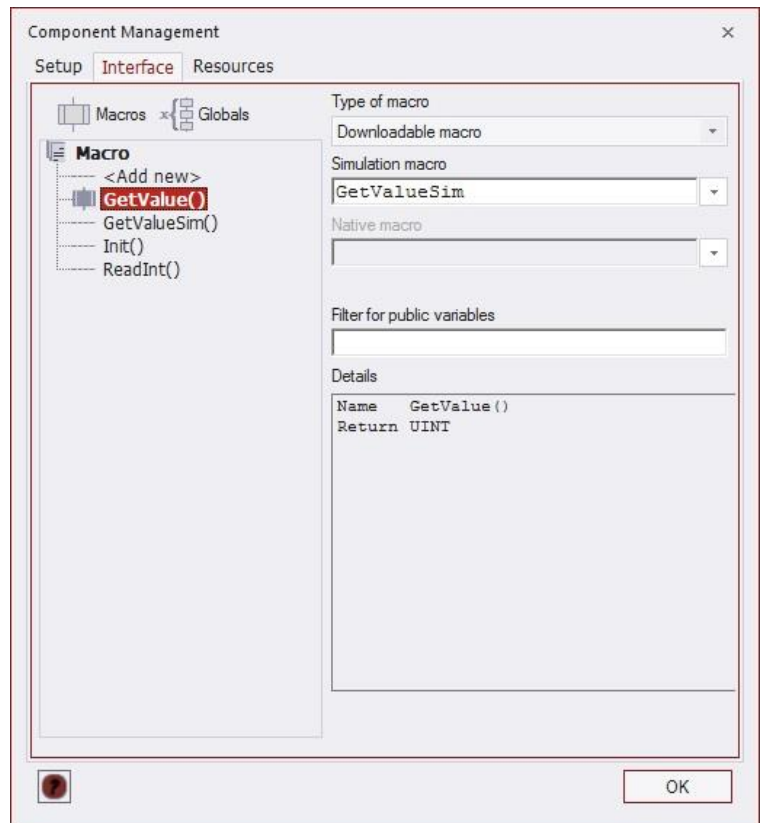 Component Management
Setup Interface Resources
Macros x Globals
Macro
<Add new>
GetValue()
GetValueSim()
Init()
ReadInt()
Type of macro
Downloadable macro
Simulation macro
GetValueSim
Native macro
Filter for public variables
Details
Name GetValue()
Return UINT
?
OK